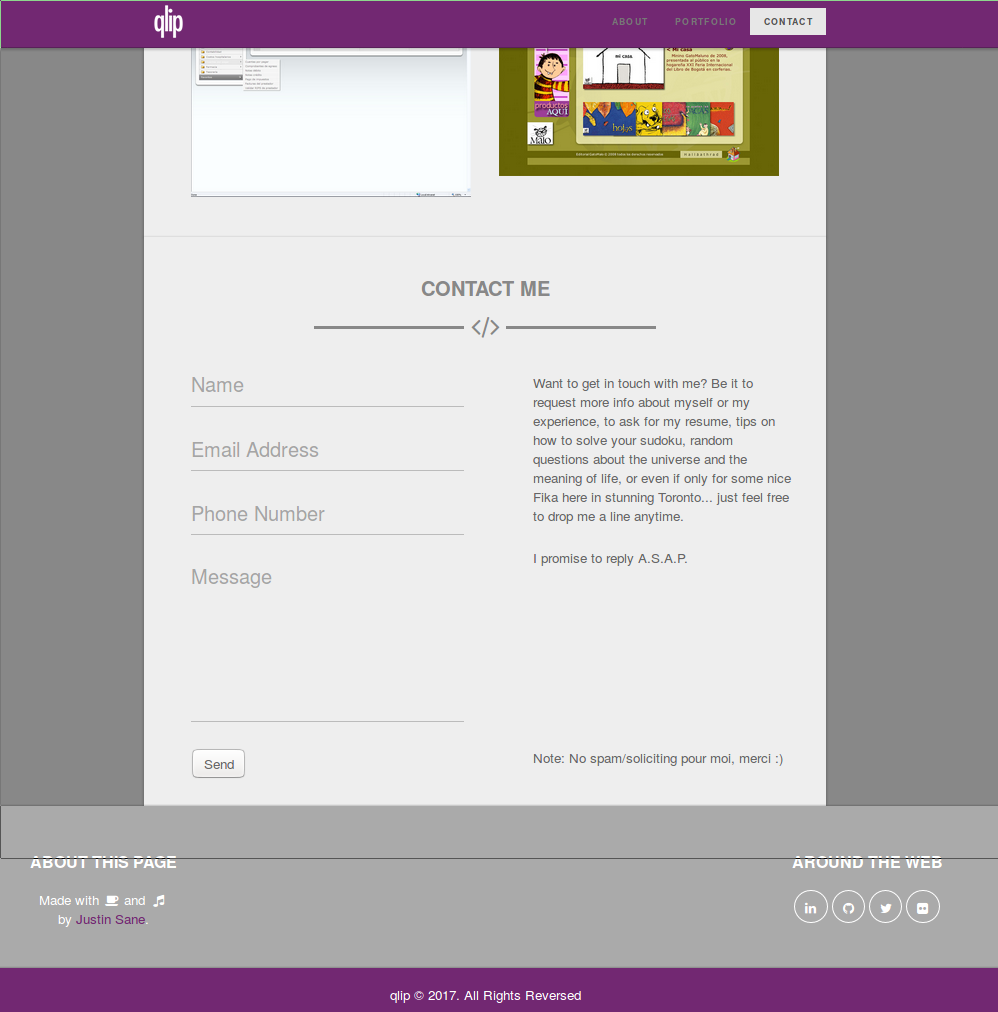 qlip
ABOUT
PORTFOLIO
CONTACT
mi casa.
< Mi casa
productos
AQUÍ
Malo
CONTACT ME
</>
Name
Email Address
Phone Number
Message
Send
Want to get in touch with me? Be it to
request more info about myself or my
experience, to ask for my resume, tips on
how to solve your sudoku, random
questions about the universe and the
meaning of life, or even if only for some nice
Fika here in stunning Toronto... just feel free
to drop me a line anytime.
I promise to reply A.S.A.P.
Note: No spam/soliciting pour moi, merci :)
ABOUT THIS PAGE
Made with and
by Justin Sane.
AROUND THE WEB
in
qlip © 2017. All Rights Reversed